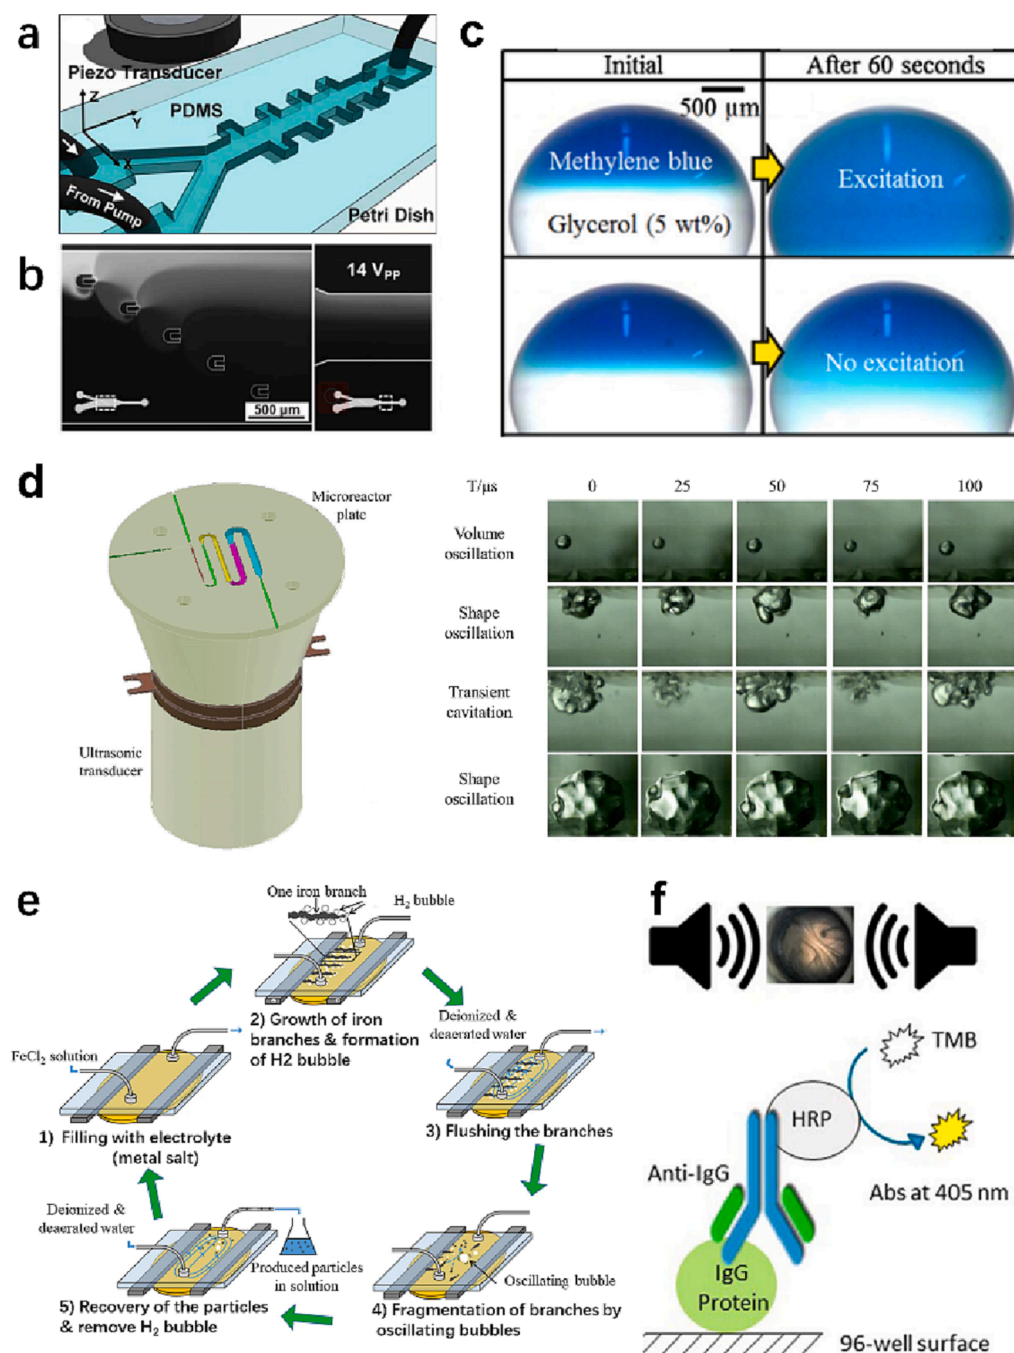 a
Piezo Transducer
Z
PDMS
Y
X
From Pump
Petri Dish
b
14 VPP
500 µm
c
Initial
After 60 seconds
500 µm
Methylene blue
Excitation
Glycerol (5 wt%)
No excitation
d
Microreactor
plate
Ultrasonic
transducer
T/µs
0
25
50
75
100
Volume
oscillation
Shape
oscillation
Transient
cavitation
Shape
oscillation
e
One iron branch
H2 bubble
2) Growth of iron
branches & formation
of H2 bubble
Deionized &
deaerated water
FeCl2 solution
1) Filling with electrolyte
(metal salt)
3) Flushing the branches
Deionized &
deaerated water
Produced particles
in solution
Oscillating bubble
5) Recovery of the particles
& remove H2 bubble
4) Fragmentation of branches by
oscillating bubbles
f
TMB
HRP
Anti-IgG
Abs at 405 nm
IgG
Protein
96-well surface